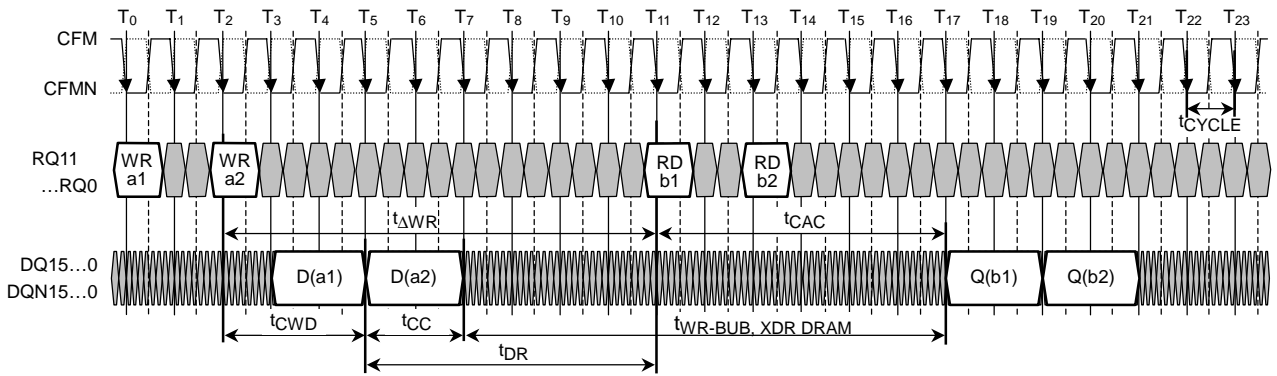 T0 T1 T2 T3 T4 T5 T6 T7 T8 T9 T10 T11 T12 T13 T14 T15 T16 T17 T18 T19 T20 T21 T22 T23
CFM
CFMN
tCYCLE
RQ11
…RQ0
WR
a1
WR
a2
RD
b1
RD
b2
tΔWR
tCAC
DQ15…0
DQN15…0
D(a1)
D(a2)
Q(b1)
Q(b2)
tCWD
tCC
tWR-BUB, XDR DRAM
tDR